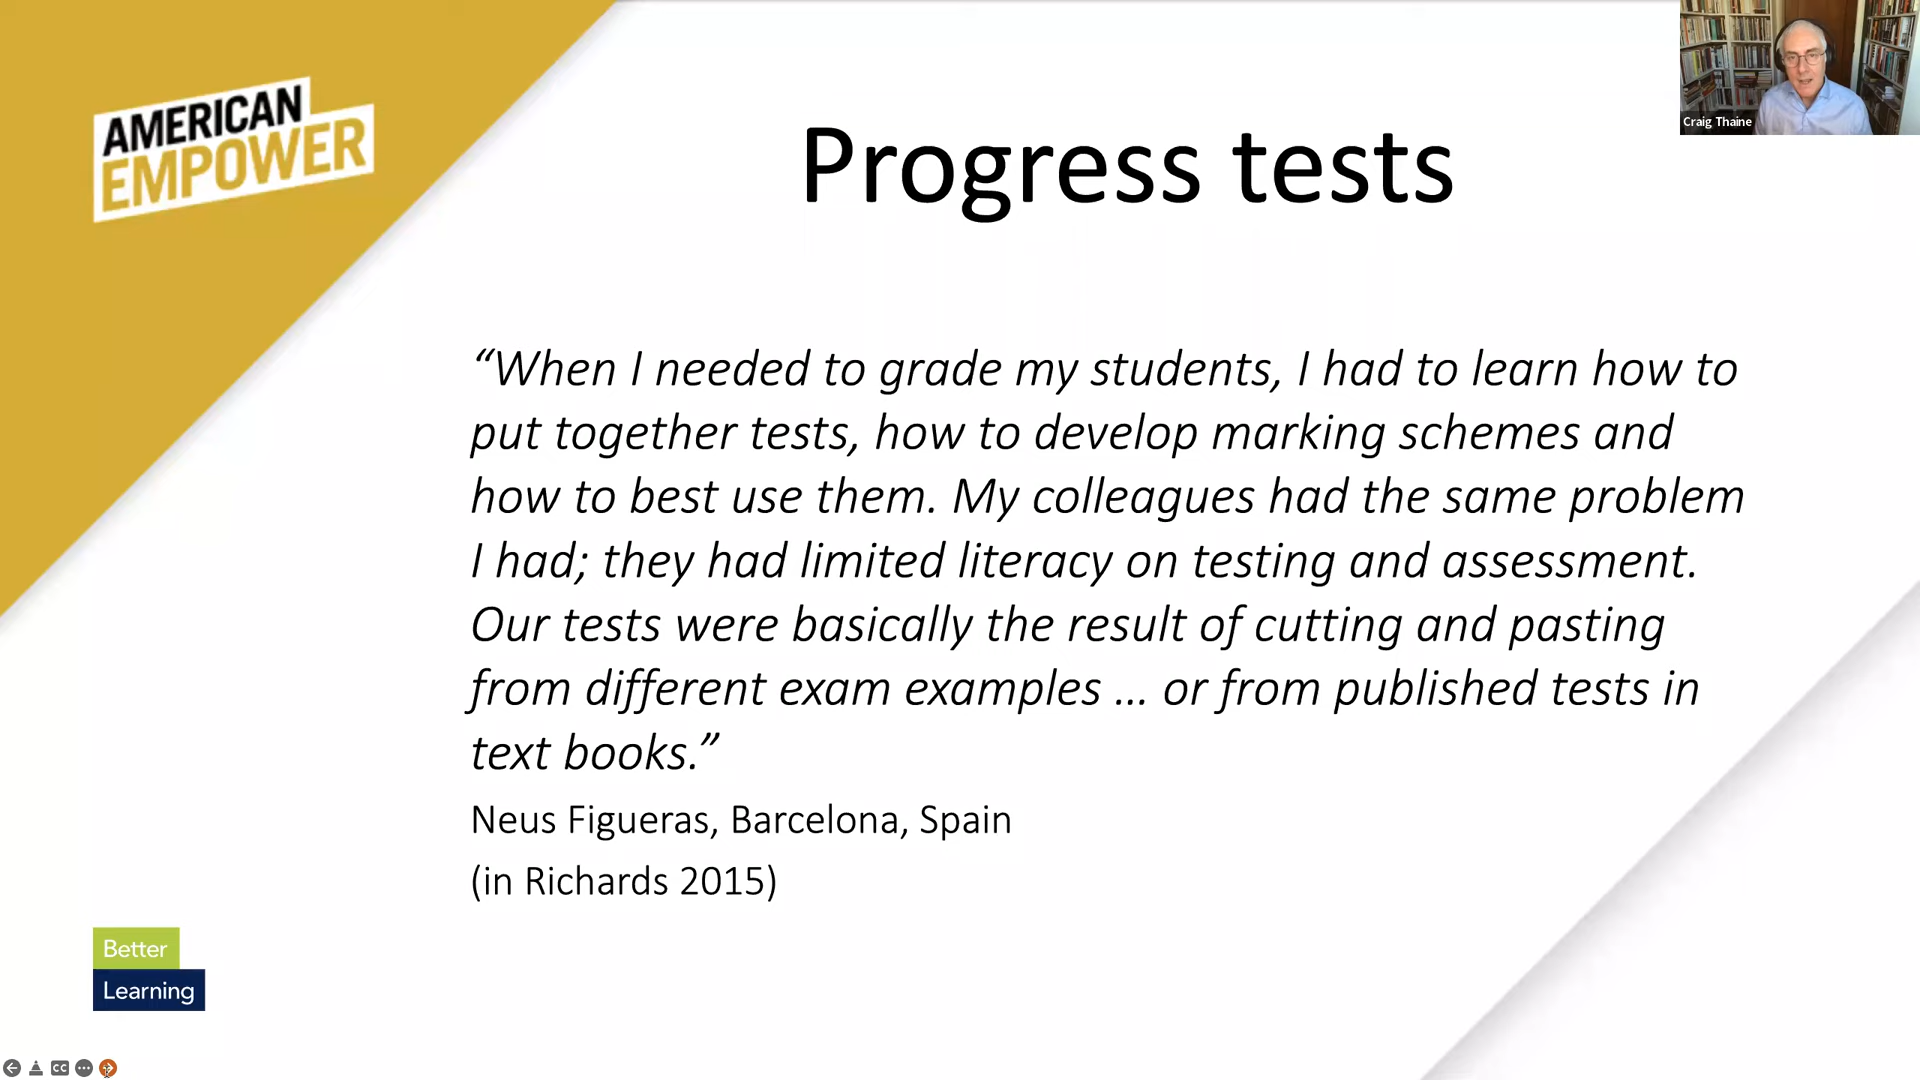 AMERICAN
EMPOWER
Craig Thaine
Progress tests
“When I needed to grade my students, I had to learn how to
put together tests, how to develop marking schemes and
how to best use them. My colleagues had the same problem
I had; they had limited literacy on testing and assessment.
Our tests were basically the result of cutting and pasting
from different exam examples … or from published tests in
text books.”
Neus Figueras, Barcelona, Spain
(in Richards 2015)
Better
Learning
CC